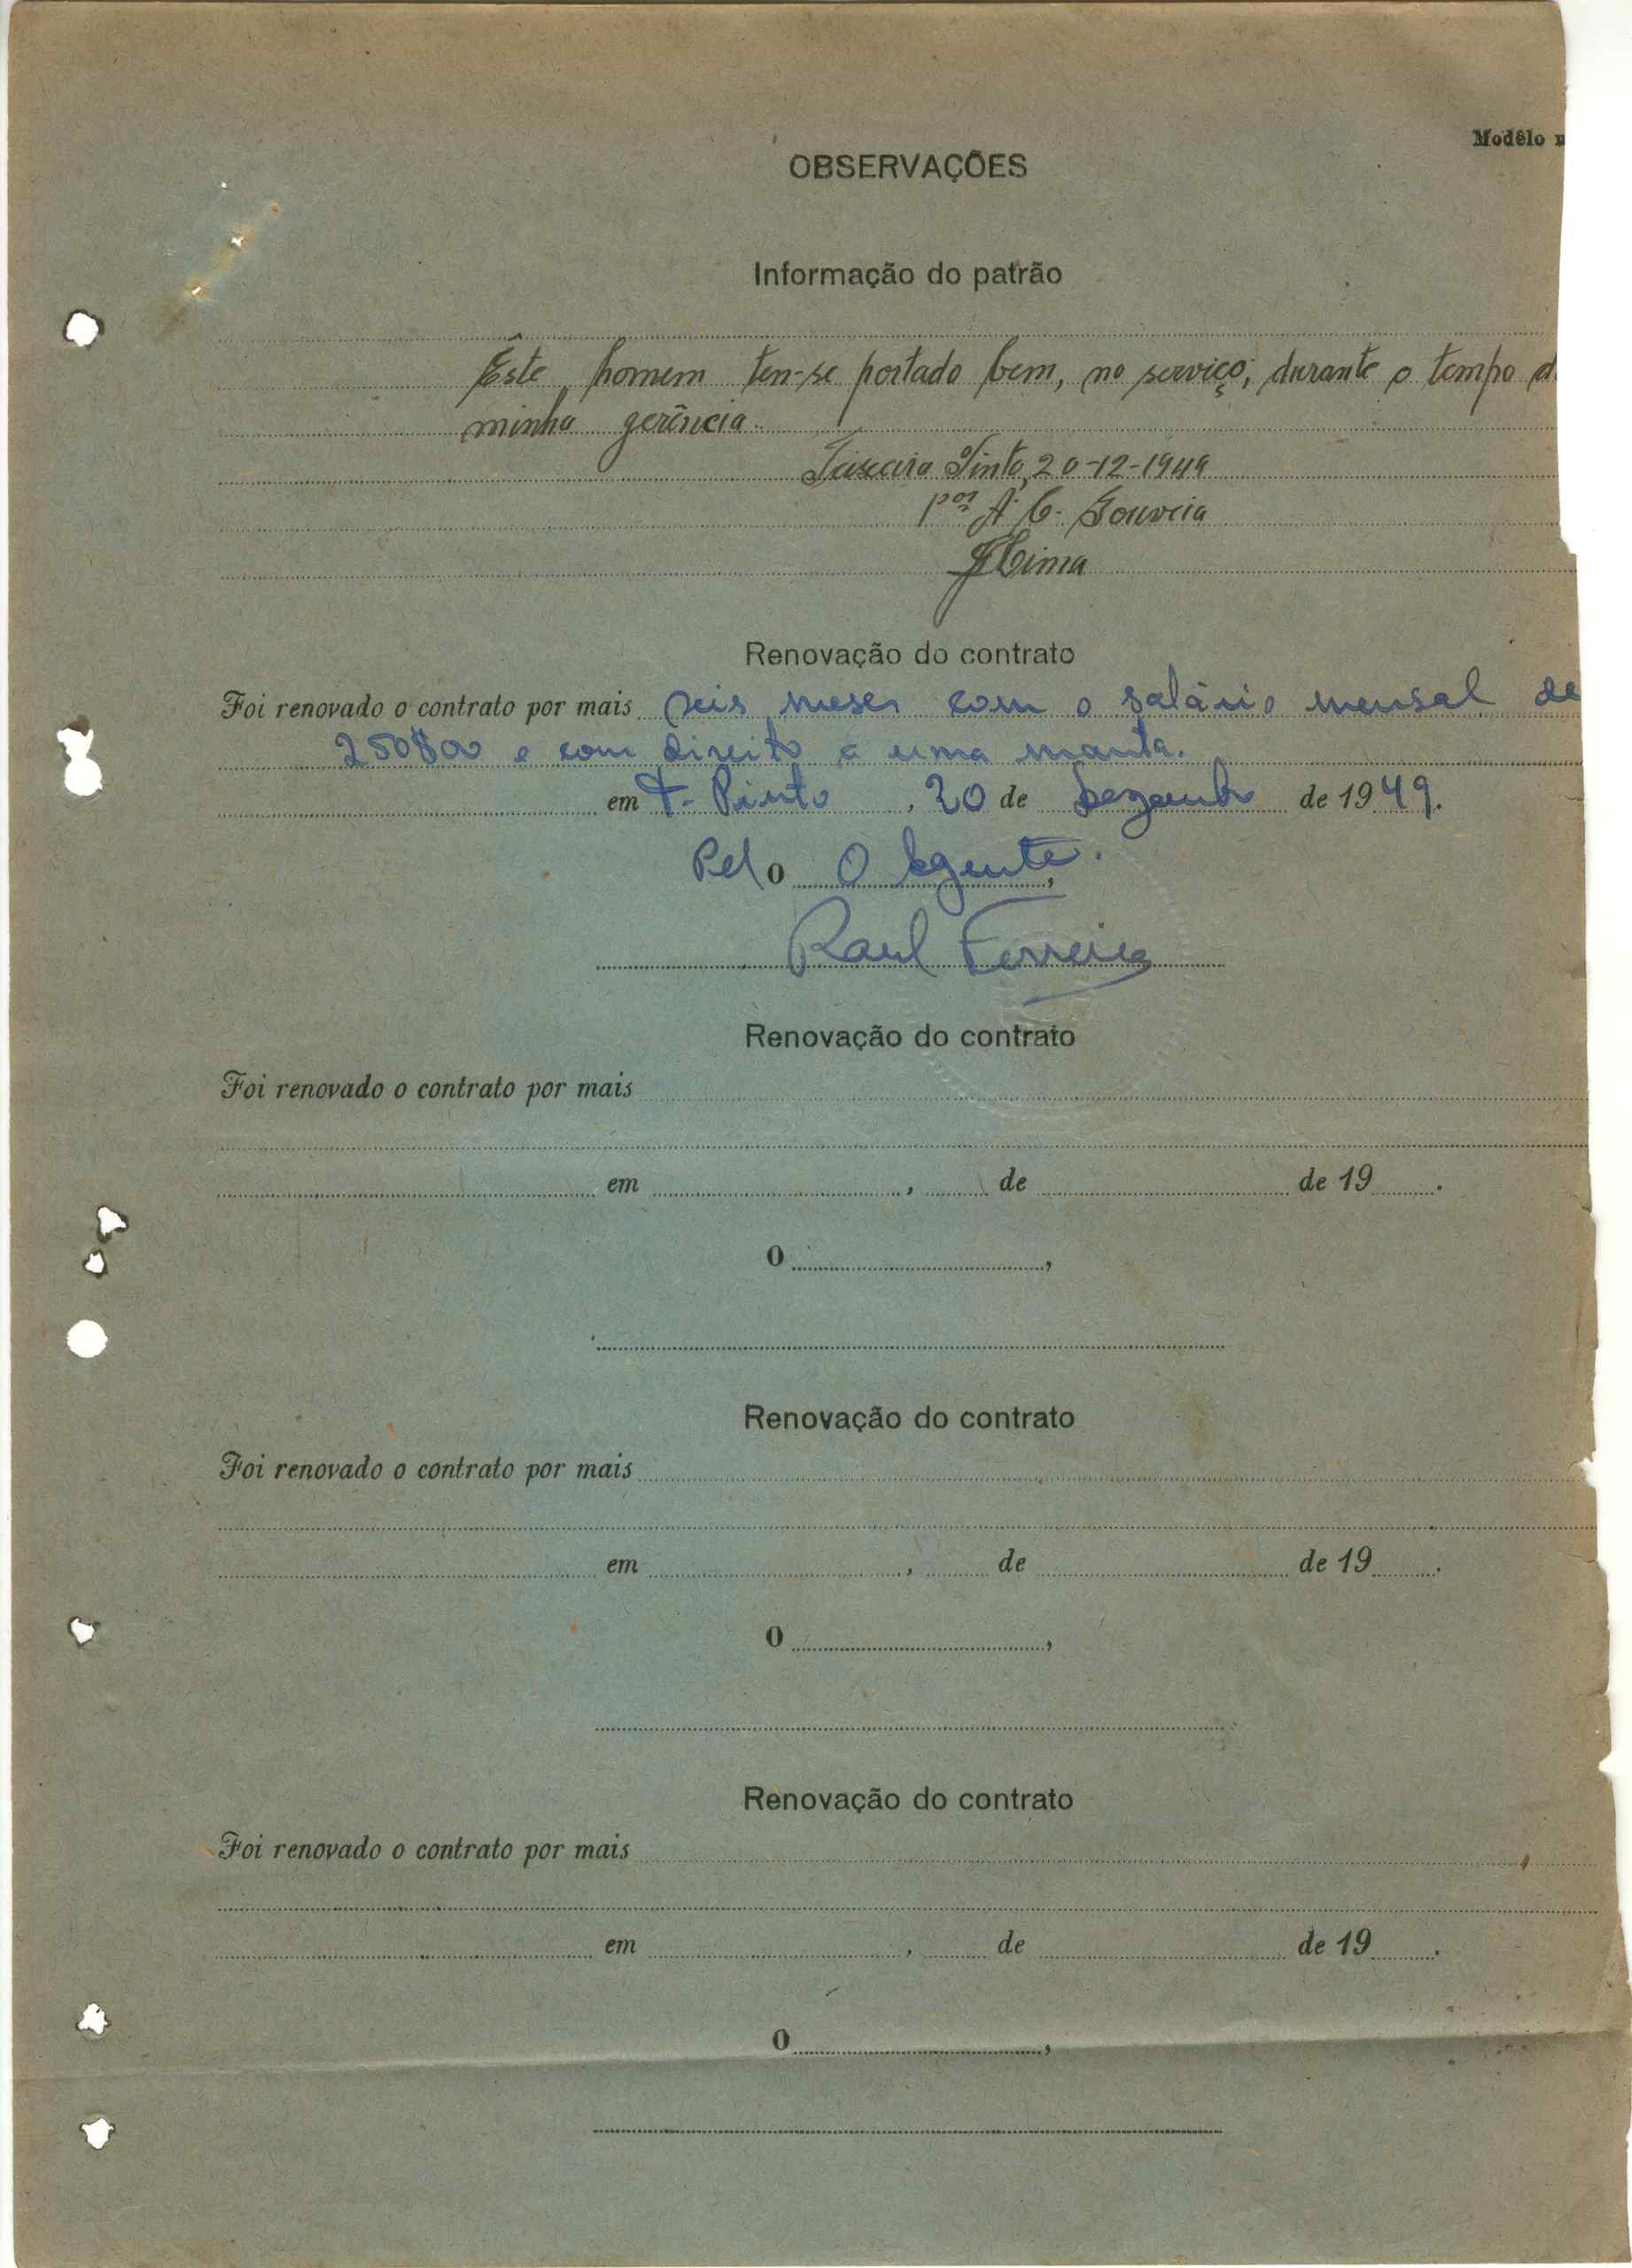 Modêlo
OBSERVAÇÕES
Informação do patrão
Êste homem tem-se portado bem, no serviço, durante o tempo d
minha gerência.
Teixeira Pinto, 20-12-1949
por A. C. Gouveia
Lima
Renovação do contrato
Foi renovado o contrato por mais seis meses com o salário mensal de
250$00 e com direito a uma manta.
em T. Pinto, 20 de Dezembro de 1949.
Pelo O Agente.,
Raul Ferreira
Renovação do contrato
Foi renovado o contrato por mais
em , de de 19 .
O ,
Renovação do contrato
Foi renovado o contrato por mais
em , de de 19 .
O ,
Renovação do contrato
Foi renovado o contrato por mais
em , de de 19 .
O ,